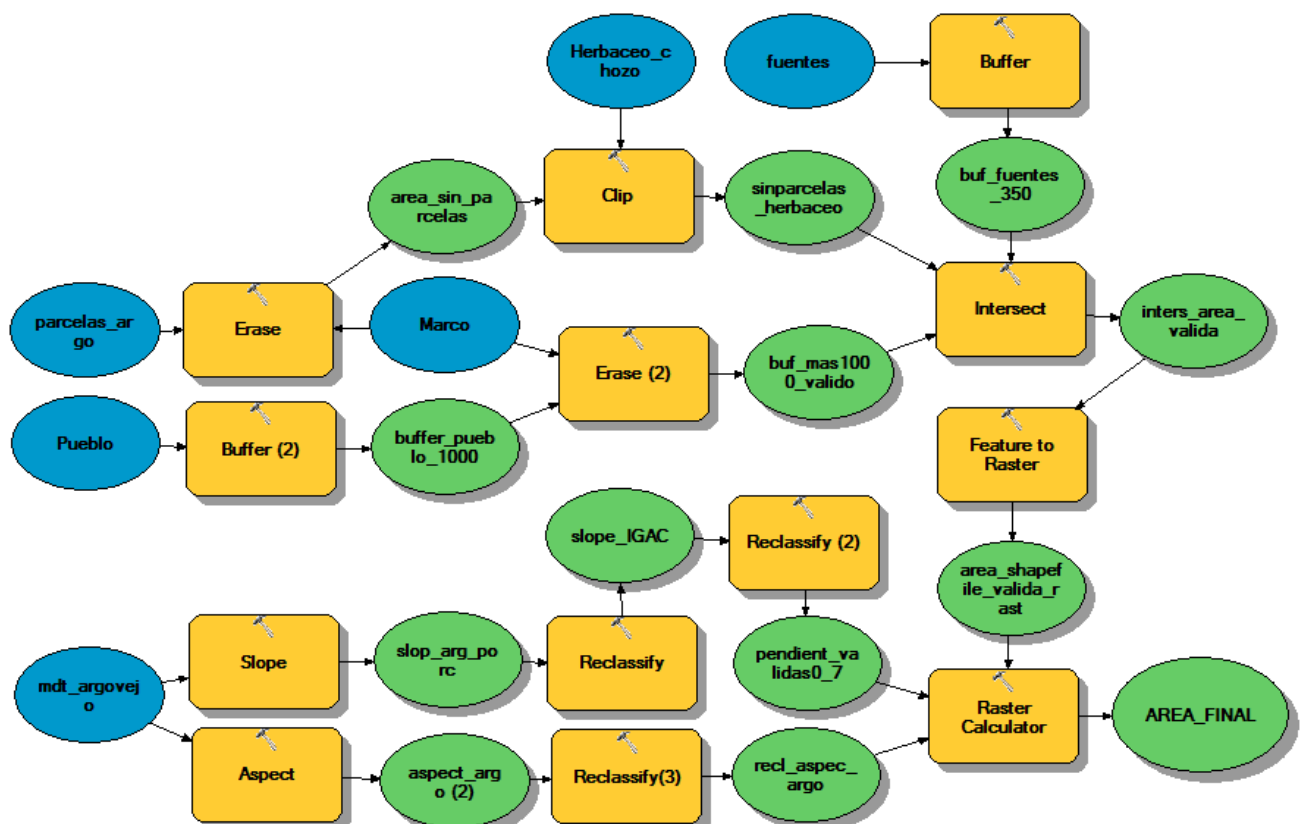 Herbaceo_c
hozo
fuentes
Buffer
area_sin_pa
rcelas
Clip
sinparcelas
_herbaceo
buf_fuentes
_350
parcelas_ar
go
Erase
Marco
Erase (2)
buf_mas100
0_valido
Intersect
inters_area_
valida
Pueblo
Buffer (2)
buffer_pueb
lo_1000
Feature to
Raster
slope_IGAC
Reclassify (2)
area_shapef
ile_valida_r
ast
mdt_argovej
o
Slope
slop_arg_po
rc
Reclassify
pendient_va
lidas0_7
Raster
Calculator
AREA_FINAL
Aspect
aspect_arg
o (2)
Reclassify(3)
recl_aspec_
argo